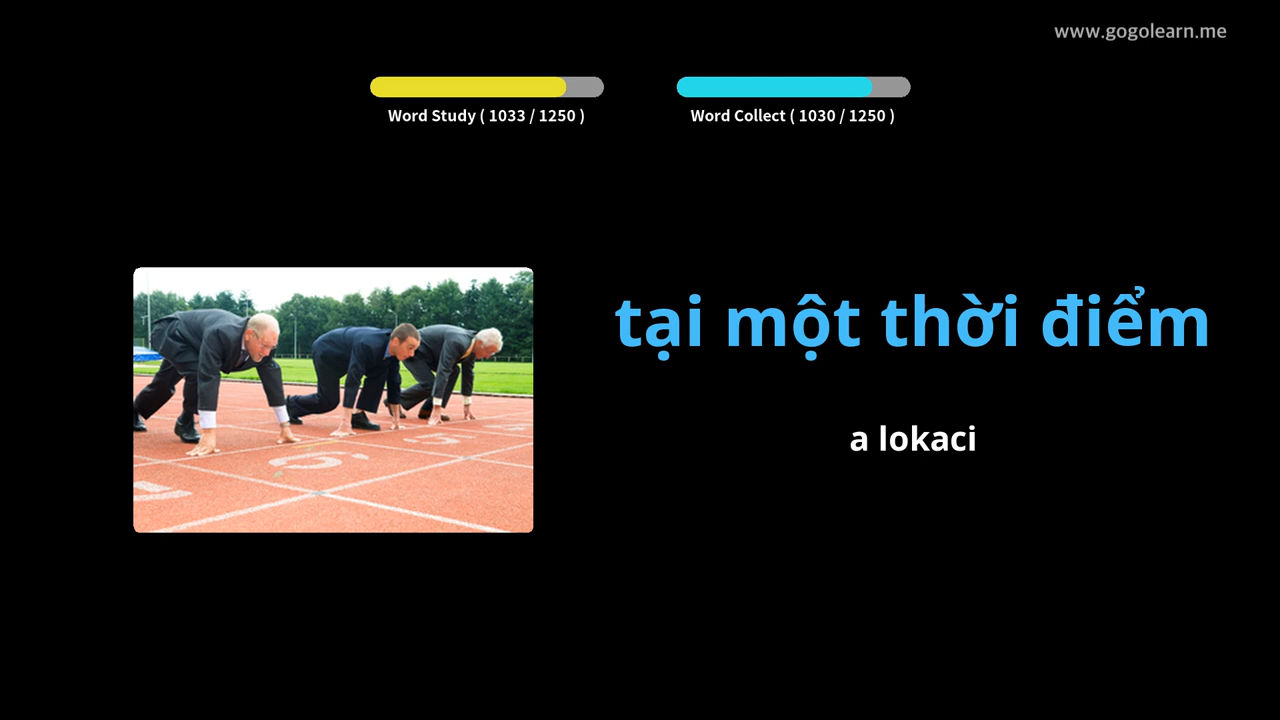 www.gogolearn.me
Word Study ( 1033 / 1250 )
Word Collect ( 1030 / 1250 )
tại một thời điểm
a lokaci